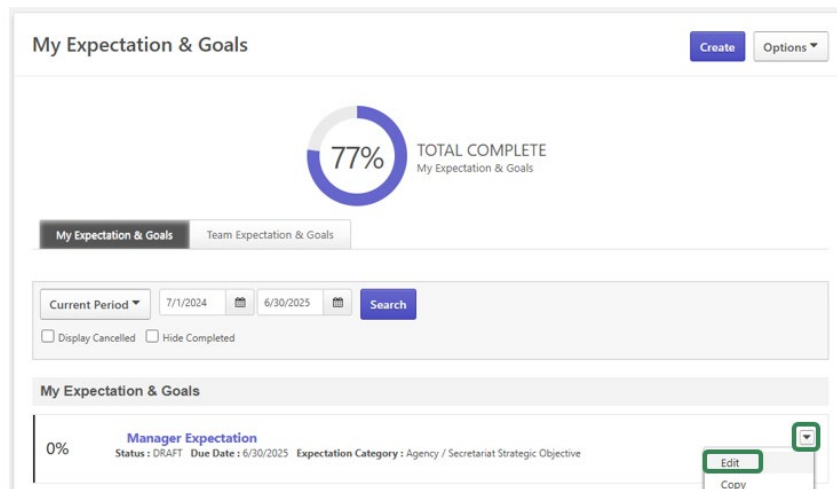 My Expectation & Goals
Create
Options
77%
TOTAL COMPLETE
My Expectation & Goals
My Expectation & Goals
Team Expectation & Goals
Current Period
7/1/2024
6/30/2025
Search
Display Cancelled
Hide Completed
My Expectation & Goals
0%
Manager Expectation
Status : DRAFT Due Date : 6/30/2025 Expectation Category : Agency / Secretariat Strategic Objective
Edit
Copy